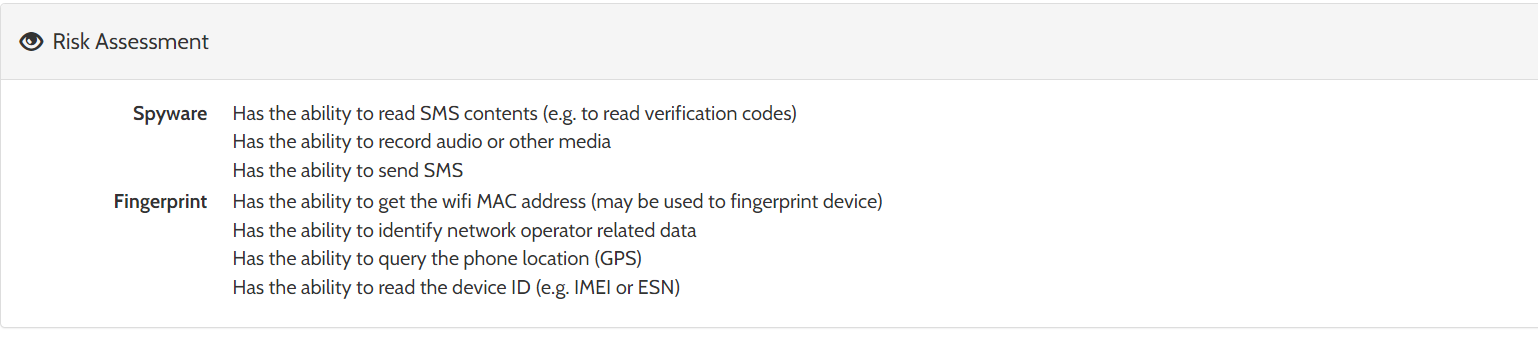 Risk Assessment
Spyware Has the ability to read SMS contents (e.g. to read verification codes)
Has the ability to record audio or other media
Has the ability to send SMS
Fingerprint Has the ability to get the wifi MAC address (may be used to fingerprint device)
Has the ability to identify network operator related data
Has the ability to query the phone location (GPS)
Has the ability to read the device ID (e.g. IMEI or ESN)